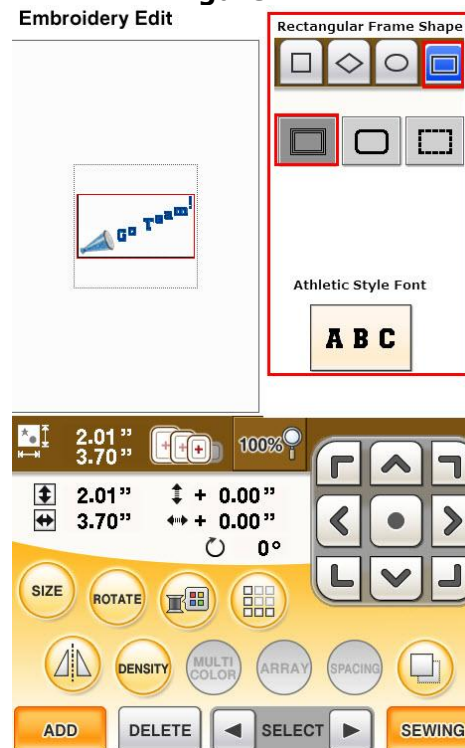 Embroidery Edit
Rectangular Frame Shape
Go Team!
Athletic Style Font
A B C
2.01 ”
3.70 ”
100%
2.01 ” + 0.00 ”
3.70 ” + 0.00 ”
0°
SIZE
ROTATE
DENSITY
MULTI
COLOR
ARRAY
SPACING
ADD
DELETE
SELECT
SEWING